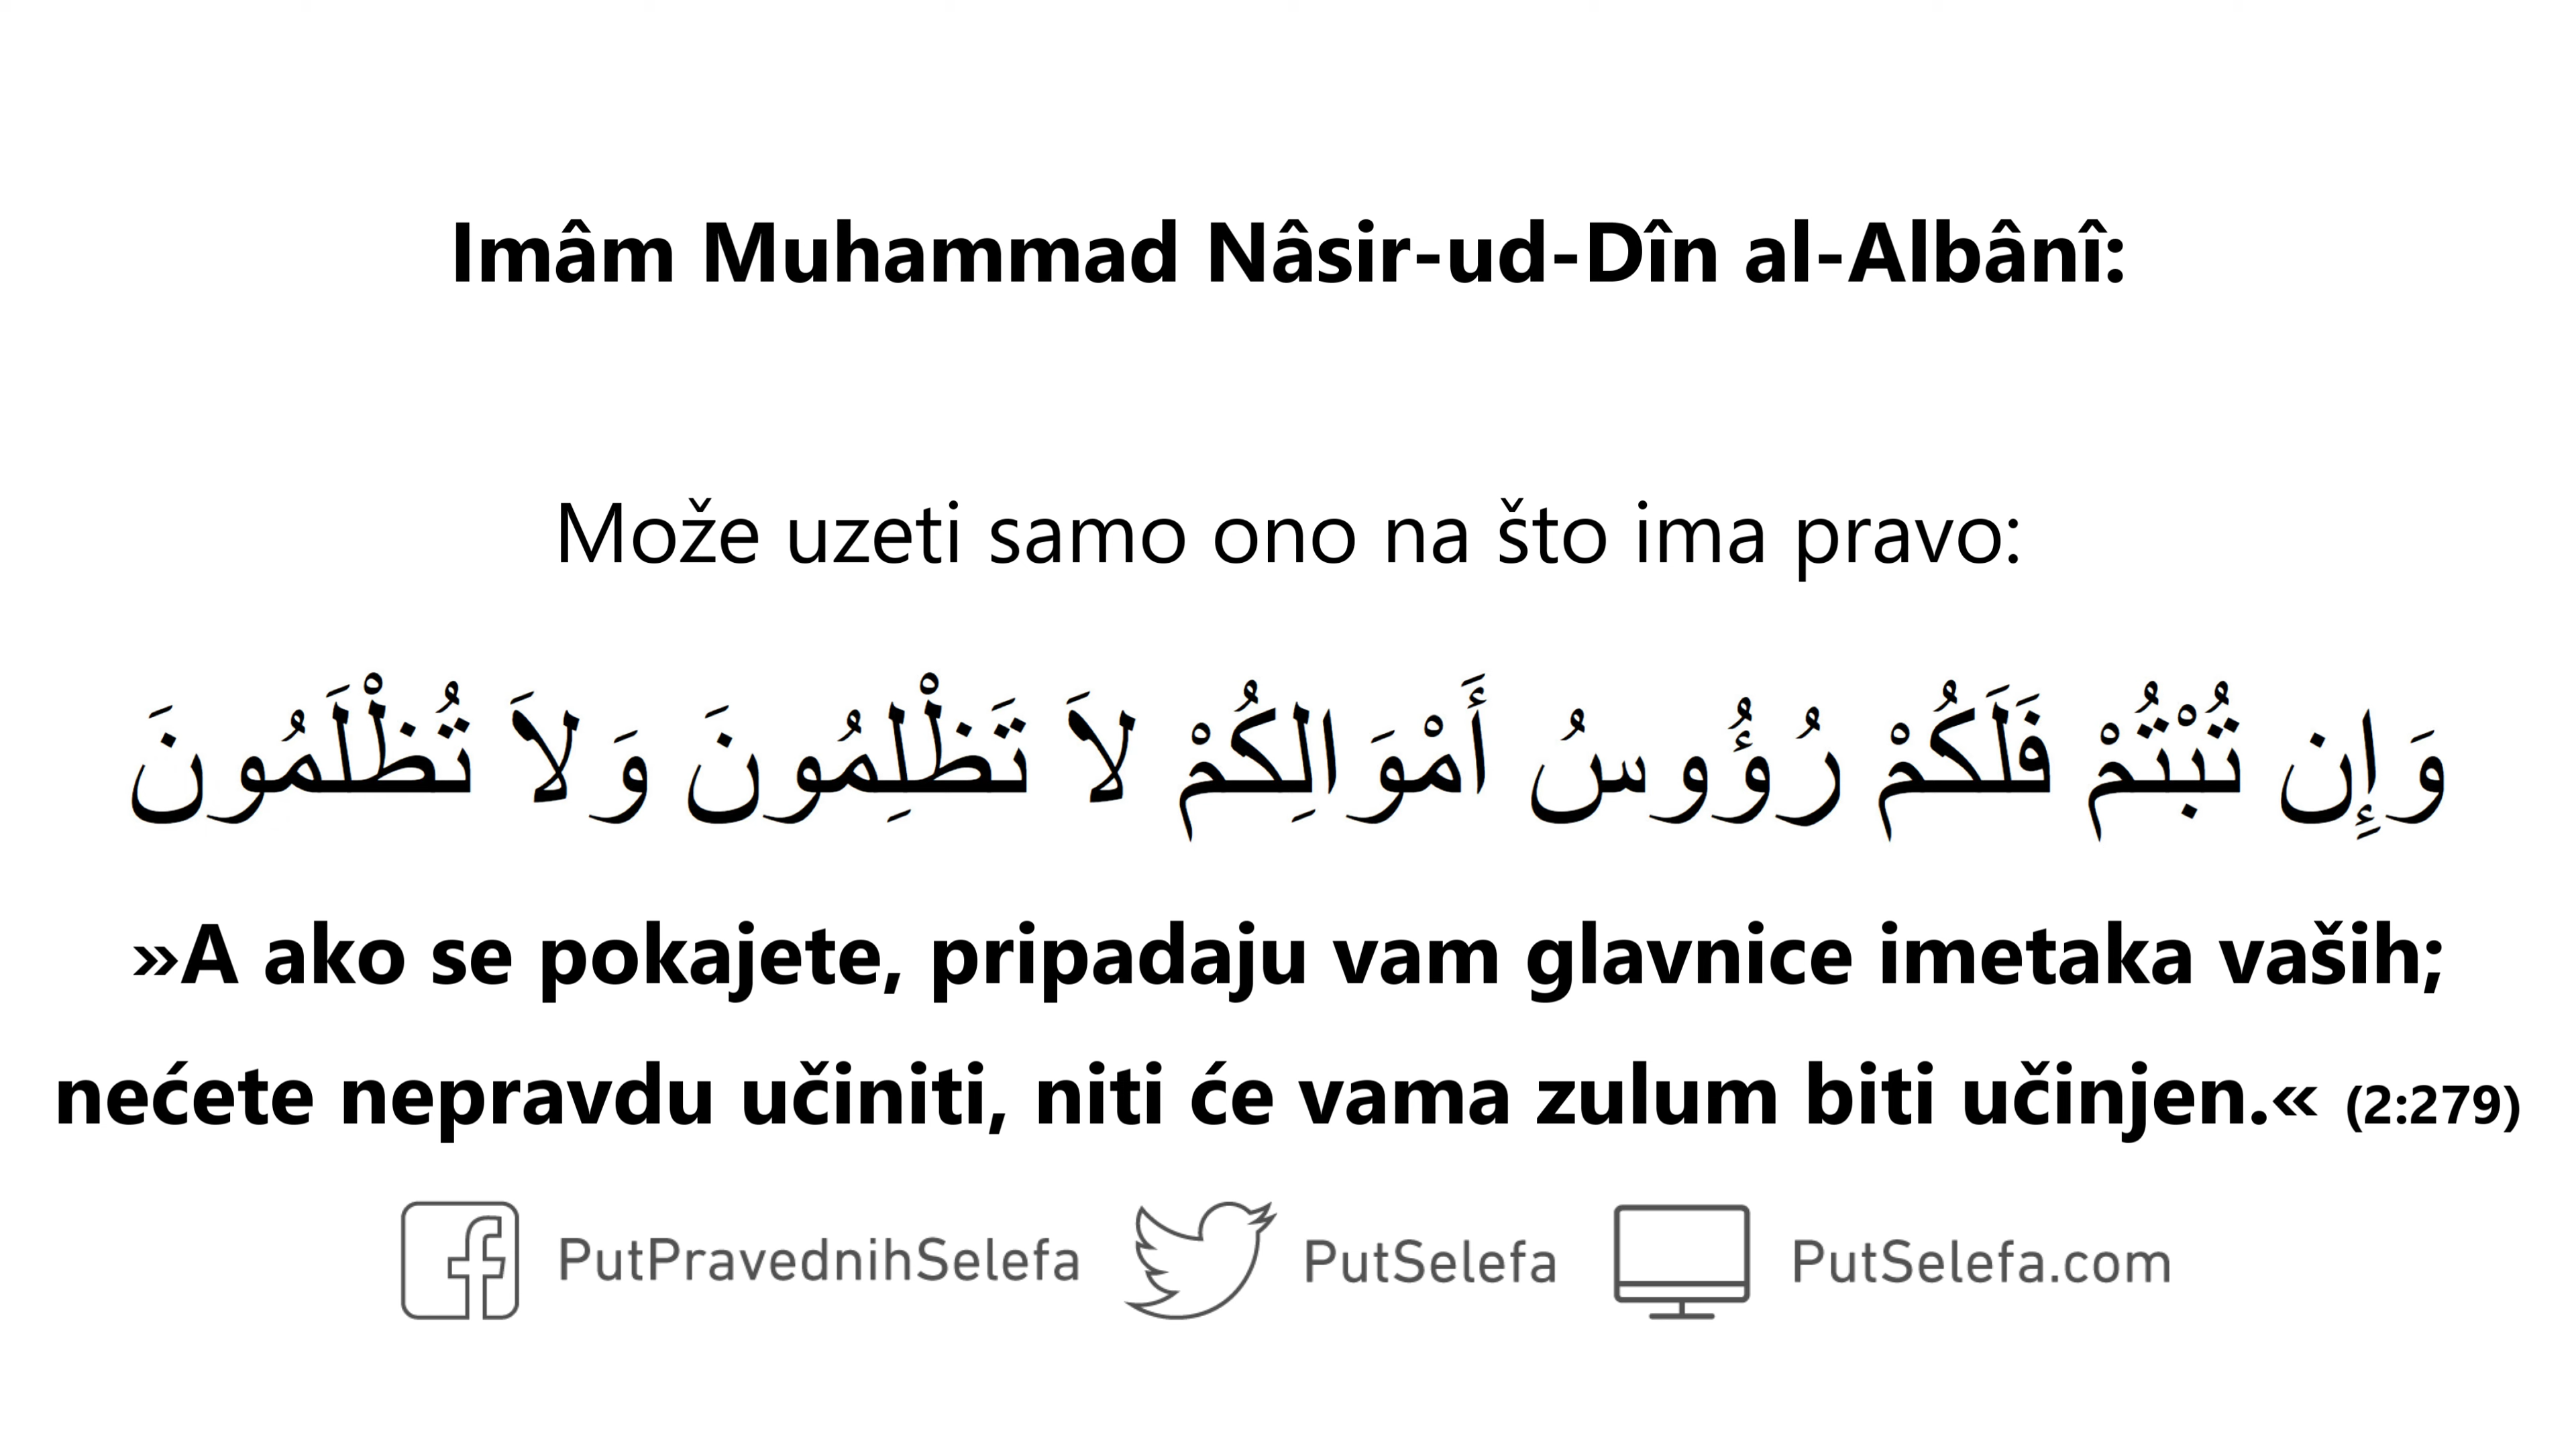 Imâm Muhammad Nâsir-ud-Dîn al-Albânî:
Može uzeti samo ono na što ima pravo:
وَإِن تُبْتُمْ فَلَكُمْ رُؤُوسُ أَمْوَالِكُمْ لاَ تَظْلِمُونَ وَلاَ تُظْلَمُونَ
»A ako se pokajete, pripadaju vam glavnice imetaka vaših;
nećete nepravdu učiniti, niti će vama zulum biti učinjen.« (2:279)
PutPravednihSelefa PutSelefa PutSelefa.com